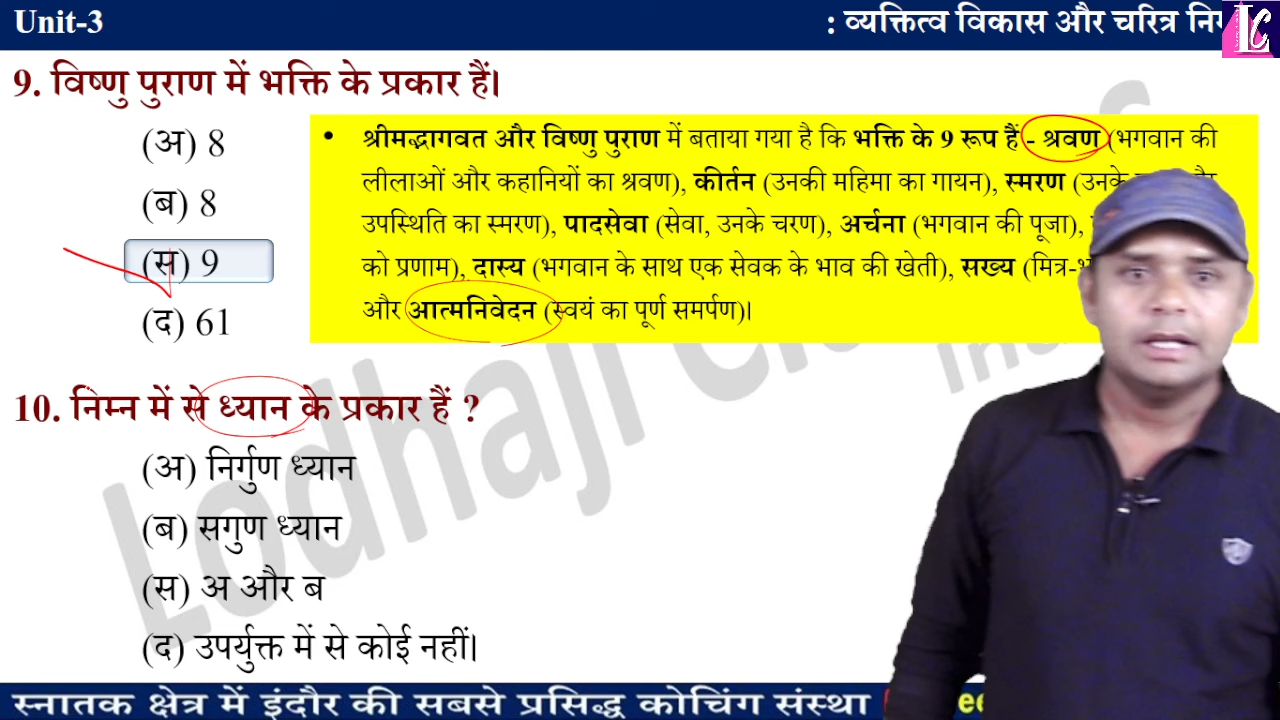 Unit-3 : व्यक्तित्व विकास और चरित्र
LC
9. विष्णु पुराण में भक्ति के प्रकार हैं।
(अ) 8
(ब) 8
(स) 9
(द) 61
• श्रीमद्भागवत और विष्णु पुराण में बताया गया है कि भक्ति के 9 रूप हैं - श्रवण (भगवान की
लीलाओं और कहानियों का श्रवण), कीर्तन (उनकी महिमा का गायन), स्मरण (उनके
उपस्थिति का स्मरण), पादसेवा (सेवा, उनके चरण), अर्चना (भगवान की पूजा),
को प्रणाम), दास्य (भगवान के साथ एक सेवक के भाव की खेती), सख्य
और आत्मनिवेदन (स्वयं का पूर्ण समर्पण)।
10. निम्न में से ध्यान के प्रकार हैं ?
(अ) निर्गुण ध्यान
(ब) सगुण ध्यान
(स) अ और ब
(द) उपर्युक्त में से कोई नहीं।
Lodhaji
स्नातक क्षेत्र में इंदौर की सबसे प्रसिद्ध कोचिंग संस्था